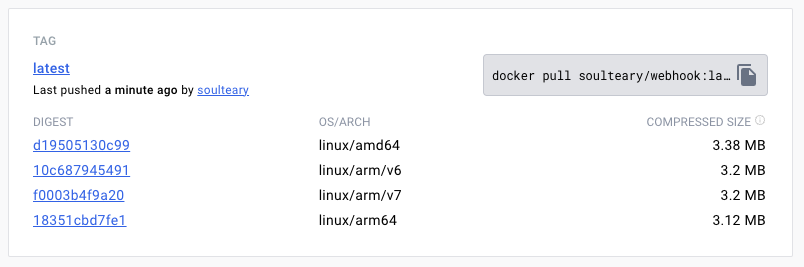 TAG
latest
Last pushed a minute ago by soulteary
docker pull soulteary/webhook:la…
DIGEST OS/ARCH COMPRESSED SIZE
d19505130c99 linux/amd64 3.38 MB
10c687945491 linux/arm/v6 3.2 MB
f0003b4f9a20 linux/arm/v7 3.2 MB
18351cbd7fe1 linux/arm64 3.12 MB